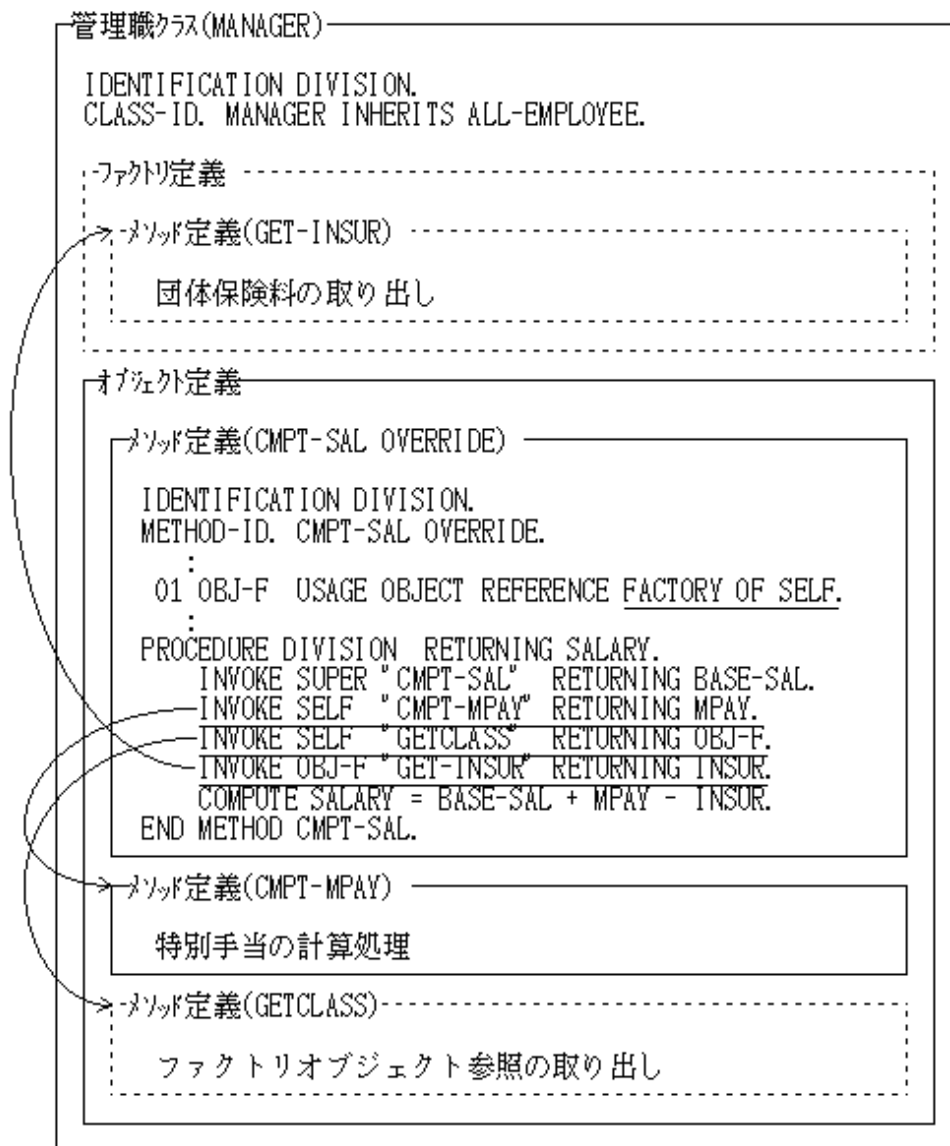 管理職ｸﾗｽ(MANAGER)
IDENTIFICATION DIVISION.
CLASS-ID. MANAGER INHERITS ALL-EMPLOYEE.
ﾌｧｸﾄﾘ定義
ﾒｿｯﾄﾞ定義(GET-INSUR)
団体保険料の取り出し
ｵﾌﾞｼﾞｪｸﾄ定義
ﾒｿｯﾄﾞ定義(CMPT-SAL OVERRIDE)
IDENTIFICATION DIVISION.
METHOD-ID. CMPT-SAL OVERRIDE.
:
01 OBJ-F USAGE OBJECT REFERENCE FACTORY OF SELF.
:
PROCEDURE DIVISION RETURNING SALARY.
INVOKE SUPER "CMPT-SAL" RETURNING BASE-SAL.
INVOKE SELF "CMPT-MPAY" RETURNING MPAY.
INVOKE SELF "GETCLASS" RETURNING OBJ-F.
INVOKE OBJ-F "GET-INSUR" RETURNING INSUR.
COMPUTE SALARY = BASE-SAL + MPAY - INSUR.
END METHOD CMPT-SAL.
ﾒｿｯﾄﾞ定義(CMPT-MPAY)
特別手当の計算処理
ﾒｿｯﾄﾞ定義(GETCLASS)
ファクトリオブジェクト参照の取り出し